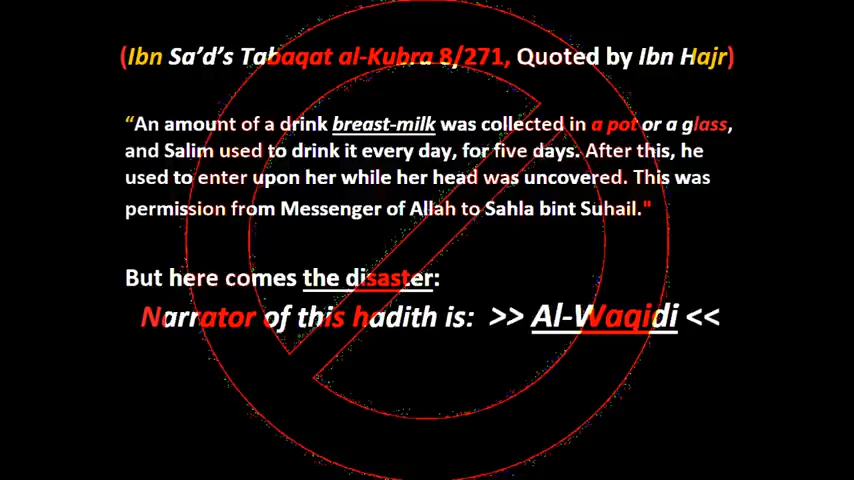 (Ibn Sa’d’s Tabaqat al-Kubra 8/271, Quoted by Ibn Hajr)
“An amount of a drink breast-milk was collected in a pot or a glass,
and Salim used to drink it every day, for five days. After this, he
used to enter upon her while her head was uncovered. This was
permission from Messenger of Allah to Sahla bint Suhail."
But here comes the disaster:
Narrator of this hadith is: >> Al-Waqidi <<